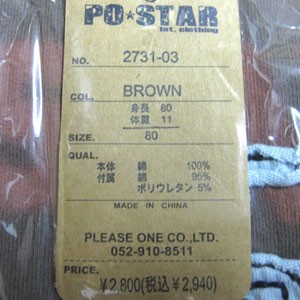 PO★STAR
int. clothing
NO. 2731-03
COL. BROWN
身長 80
体重 11
SIZE. 80
QUAL.
本体 綿 100%
付属 綿 95%
ポリウレタン 5%
MADE IN CHINA
PLEASE ONE CO.,LTD.
052-910-8511
PRICE. ¥2,800(税込¥2,940)